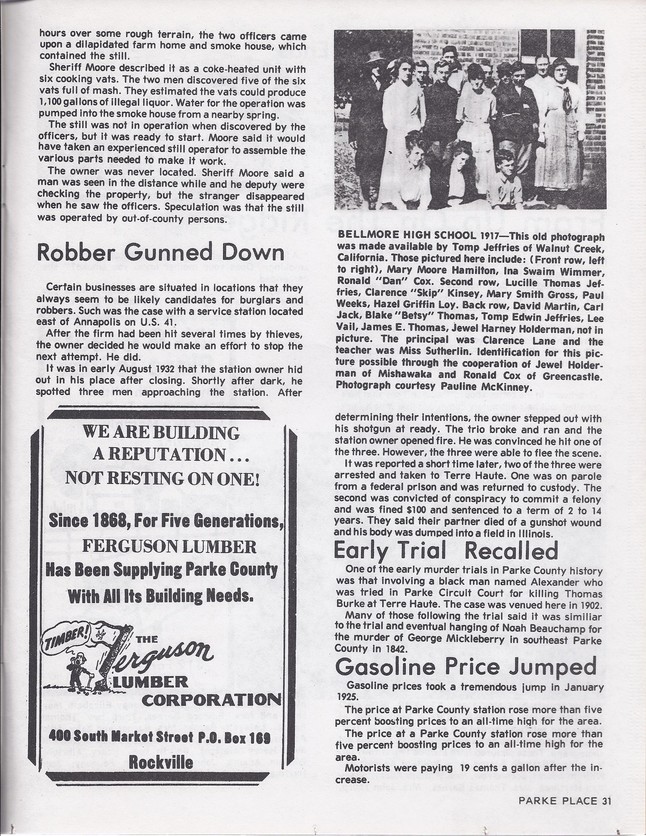 hours over some rough terrain, the two officers came
upon a dilapidated farm home and smoke house, which
contained the still.
Sheriff Moore described it as a coke-heated unit with
six cooking vats. The two men discovered five of the six
vats full of mash. They estimated the vats could produce
1,100 gallons of illegal liquor. Water for the operation was
pumped into the smoke house from a nearby spring.
The still was not in operation when discovered by the
officers, but it was ready to start. Moore said it would
have taken an experienced still operator to assemble the
various parts needed to make it work.
The owner was never located. Sheriff Moore said a
man was seen in the distance while and he deputy were
checking the property, but the stranger disappeared
when he saw the officers. Speculation was that the still
was operated by out-of-county persons.
Robber Gunned Down
Certain businesses are situated in locations that they
always seem to be likely candidates for burglars and
robbers. Such was the case with a service station located
east of Annapolis on U.S. 41.
After the firm had been hit several times by thieves,
the owner decided he would make an effort to stop the
next attempt. He did.
It was in early August 1932 that the station owner hid
out in his place after closing. Shortly after dark, he
spotted three men approaching the station. After
WE ARE BUILDING
A REPUTATION...
NOT RESTING ON ONE!
Since 1868, For Five Generations,
FERGUSON LUMBER
Has Been Supplying Parke County
With All Its Building Needs.
TIMBER!
THE
Ferguson
LUMBER
CORPORATION
400 South Market Street P.O. Box 169
Rockville
BELLMORE HIGH SCHOOL 1917—This old photograph
was made available by Tomp Jeffries of Walnut Creek,
California. Those pictured here include: (Front row, left
to right), Mary Moore Hamilton, Ina Swaim Wimmer,
Ronald "Dan" Cox. Second row, Lucille Thomas Jef-
fries, Clarence "Skip" Kinsey, Mary Smith Gross, Paul
Weeks, Hazel Griffin Loy. Back row, David Martin, Carl
Jack, Blake "Betsy" Thomas, Tomp Edwin Jeffries, Lee
Vail, James E. Thomas, Jewel Harney Holderman, not in
picture. The principal was Clarence Lane and the
teacher was Miss Sutherlin. Identification for this pic-
ture possible through the cooperation of Jewel Holder-
man of Mishawaka and Ronald Cox of Greencastle.
Photograph courtesy Pauline McKinney.
determining their intentions, the owner stepped out with
his shotgun at ready. The trio broke and ran and the
station owner opened fire. He was convinced he hit one of
the three. However, the three were able to flee the scene.
It was reported a short time later, two of the three were
arrested and taken to Terre Haute. One was on parole
from a federal prison and was returned to custody. The
second was convicted of conspiracy to commit a felony
and was fined $100 and sentenced to a term of 2 to 14
years. They said their partner died of a gunshot wound
and his body was dumped into a field in Illinois.
Early Trial Recalled
One of the early murder trials in Parke County history
was that involving a black man named Alexander who
was tried in Parke Circuit Court for killing Thomas
Burke at Terre Haute. The case was venued here in 1902.
Many of those following the trial said it was similiar
to the trial and eventual hanging of Noah Beauchamp for
the murder of George Mickleberry in southeast Parke
County in 1842.
Gasoline Price Jumped
Gasoline prices took a tremendous jump in January
1925.
The price at Parke County station rose more than five
percent boosting prices to an all-time high for the area.
The price at a Parke County station rose more than
five percent boosting prices to an all-time high for the
area.
Motorists were paying 19 cents a gallon after the in-
crease.
PARKE PLACE 31